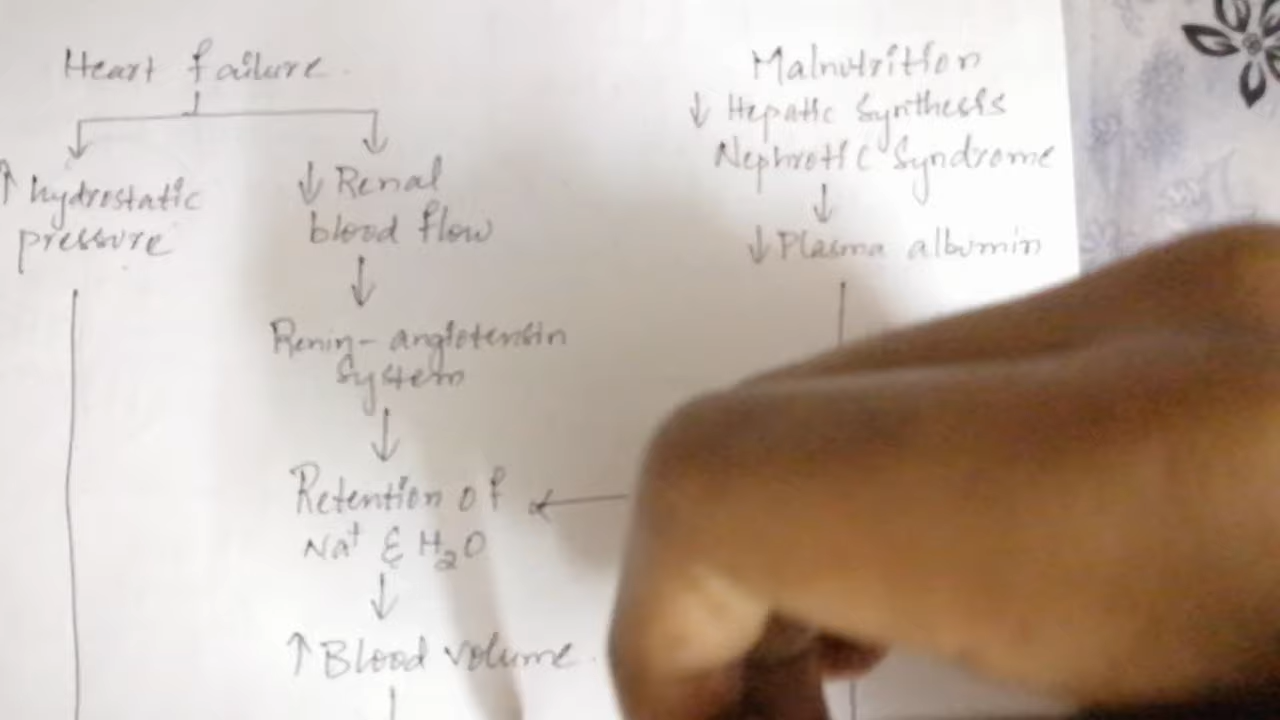 Heart failure
↑ hydrostatic
pressure
↓ Renal
blood flow
↓
Renin-angiotensin
System
↓
Retention of ←
Na⁺ & H₂O
↓
↑ Blood volume
Malnutrition
↓ Hepatic Synthesis
Nephrotic Syndrome
↓
↓ Plasma albumin